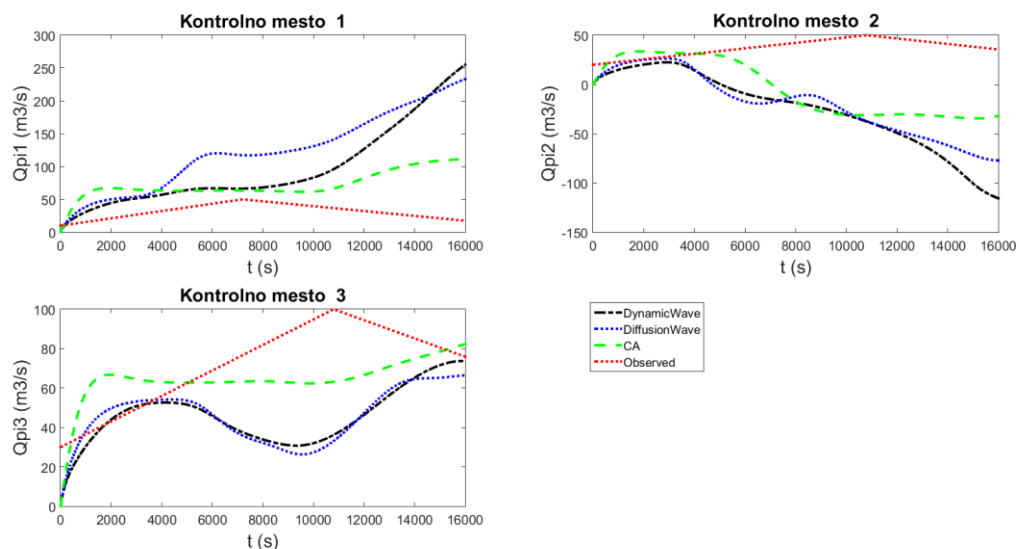 Kontrolno mesto 1
300
250
200
150
100
50
0
Qpi1 (m3/s)
0 2000 4000 6000 8000 10000 12000 14000 16000
t (s)
Kontrolno mesto 2
50
0
-50
-100
-150
Qpi2 (m3/s)
0 2000 4000 6000 8000 10000 12000 14000 16000
t (s)
Kontrolno mesto 3
100
80
60
40
20
0
Qpi3 (m3/s)
0 2000 4000 6000 8000 10000 12000 14000 16000
t (s)
DynamicWave
DiffusionWave
CA
Observed